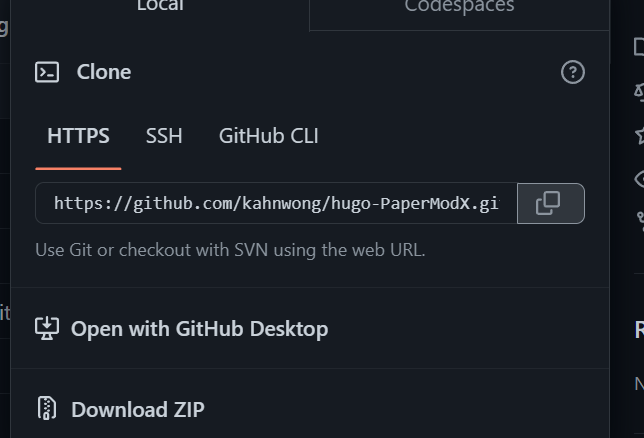 Local
Codespaces
Clone
HTTPS
SSH
GitHub CLI
https://github.com/kahnwong/hugo-PaperModX.gi
Use Git or checkout with SVN using the web URL.
Open with GitHub Desktop
Download ZIP